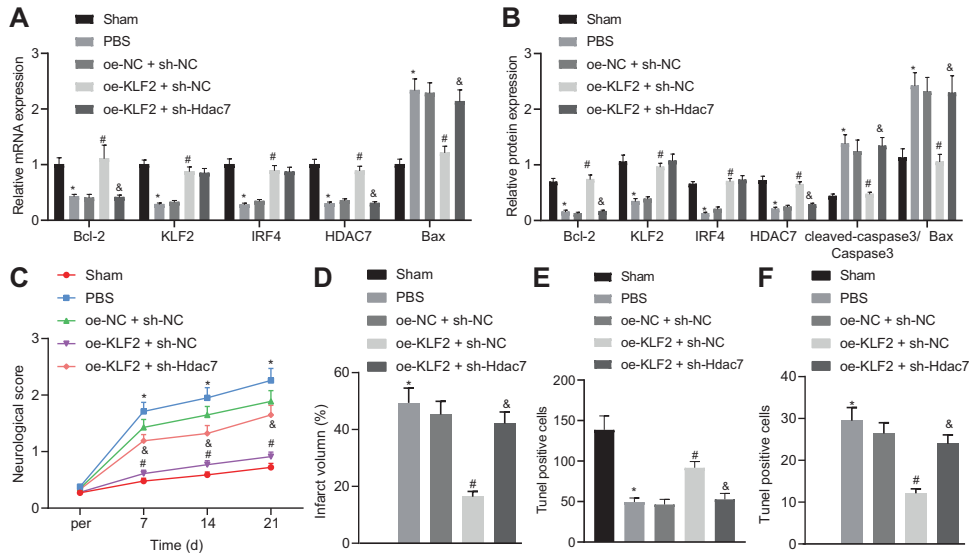 A
Sham
PBS
oe-NC + sh-NC
oe-KLF2 + sh-NC
oe-KLF2 + sh-Hdac7
Relative mRNA expression
3
2
1
0
* # & * # * # * # & * # &
Bcl-2 KLF2 IRF4 HDAC7 Bax
B
Sham
PBS
oe-NC + sh-NC
oe-KLF2 + sh-NC
oe-KLF2 + sh-Hdac7
Relative protein expression
3
2
1
0
* # & * # * # * # & * # & * # &
Bcl-2 KLF2 IRF4 HDAC7 cleaved-caspase3/ Bax
Caspase3
C
Sham
PBS
oe-NC + sh-NC
oe-KLF2 + sh-NC
oe-KLF2 + sh-Hdac7
Neurological score
3
2
1
0
* * *
& & &
# # #
per 7 14 21
Time (d)
D
Sham
PBS
oe-NC + sh-NC
oe-KLF2 + sh-NC
oe-KLF2 + sh-Hdac7
Infarct volumn (%)
60
40
20
0
* # &
E
Sham
PBS
oe-NC + sh-NC
oe-KLF2 + sh-NC
oe-KLF2 + sh-Hdac7
Tunel positive cells
200
150
100
50
0
* # &
F
Sham
PBS
oe-NC + sh-NC
oe-KLF2 + sh-NC
oe-KLF2 + sh-Hdac7
Tunel positive cells
40
30
20
10
0
* # &